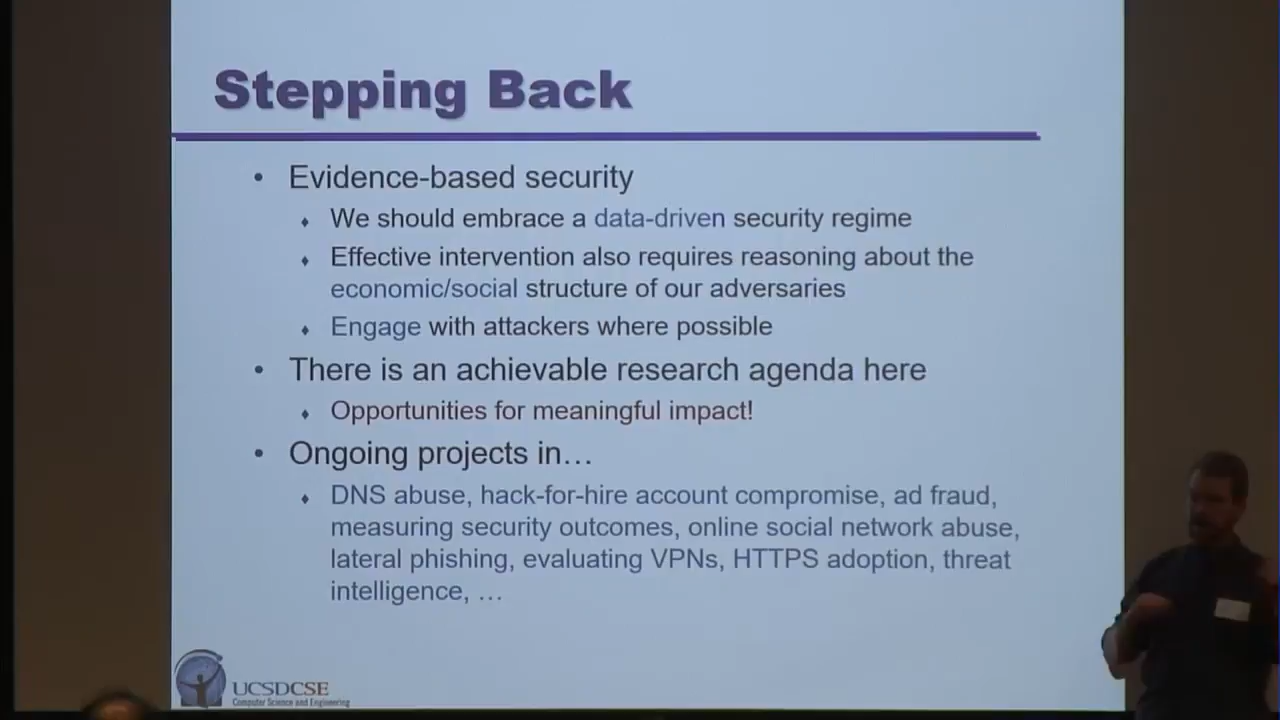 Stepping Back
• Evidence-based security
♦ We should embrace a data-driven security regime
♦ Effective intervention also requires reasoning about the
economic/social structure of our adversaries
♦ Engage with attackers where possible
• There is an achievable research agenda here
♦ Opportunities for meaningful impact!
• Ongoing projects in…
♦ DNS abuse, hack-for-hire account compromise, ad fraud,
measuring security outcomes, online social network abuse,
lateral phishing, evaluating VPNs, HTTPS adoption, threat
intelligence, …
UCSDCSE
Computer Science and Engineering